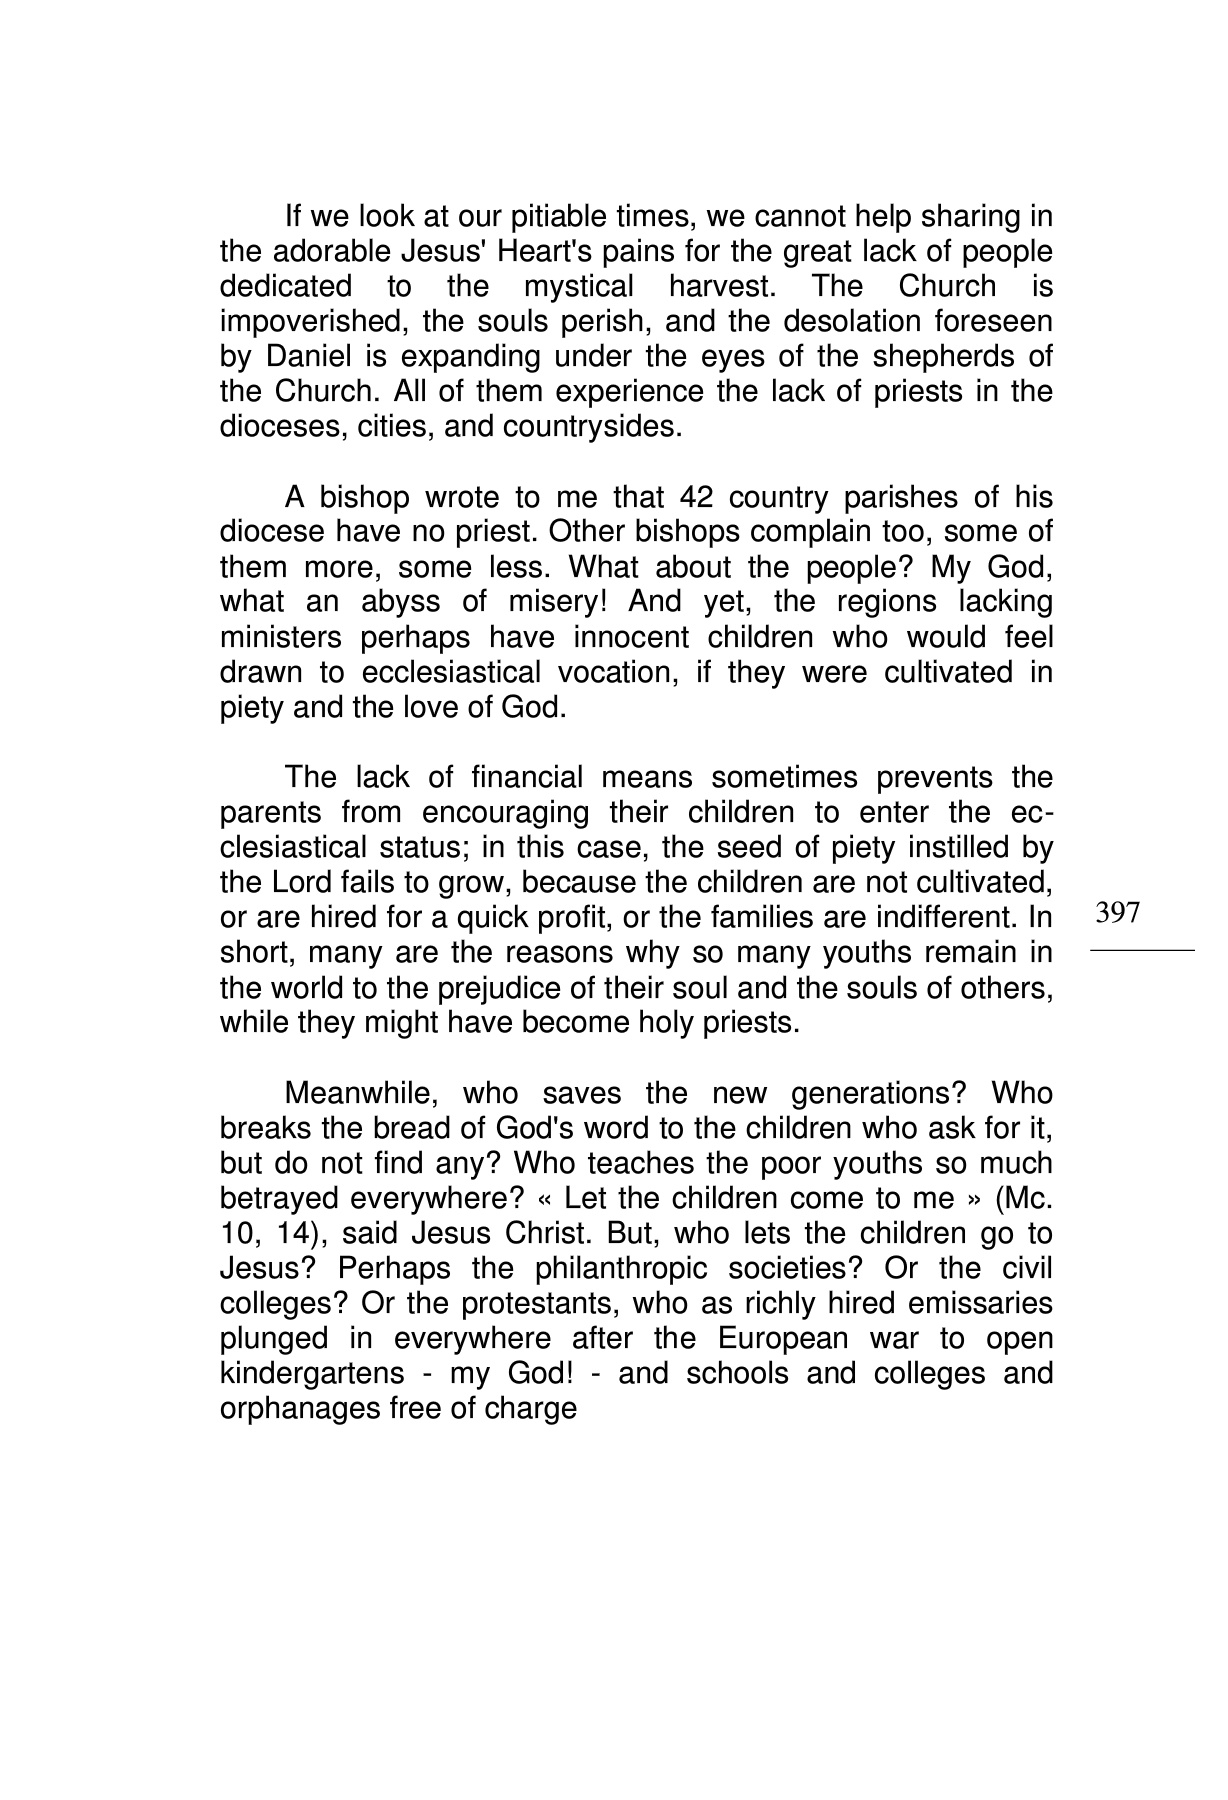 If we look at our pitiable times, we cannot help sharing in
the adorable Jesus' Heart's pains for the great lack of people
dedicated to the mystical harvest. The Church is
impoverished, the souls perish, and the desolation foreseen
by Daniel is expanding under the eyes of the shepherds of
the Church. All of them experience the lack of priests in the
dioceses, cities, and countrysides.
A bishop wrote to me that 42 country parishes of his
diocese have no priest. Other bishops complain too, some of
them more, some less. What about the people? My God,
what an abyss of misery! And yet, the regions lacking
ministers perhaps have innocent children who would feel
drawn to ecclesiastical vocation, if they were cultivated in
piety and the love of God.
The lack of financial means sometimes prevents the
parents from encouraging their children to enter the ec-
clesiastical status; in this case, the seed of piety instilled by
the Lord fails to grow, because the children are not cultivated,
or are hired for a quick profit, or the families are indifferent. In
short, many are the reasons why so many youths remain in
the world to the prejudice of their soul and the souls of others,
while they might have become holy priests.
397
Meanwhile, who saves the new generations? Who
breaks the bread of God's word to the children who ask for it,
but do not find any? Who teaches the poor youths so much
betrayed everywhere? « Let the children come to me » (Mc.
10, 14), said Jesus Christ. But, who lets the children go to
Jesus? Perhaps the philanthropic societies? Or the civil
colleges? Or the protestants, who as richly hired emissaries
plunged in everywhere after the European war to open
kindergartens - my God! - and schools and colleges and
orphanages free of charge